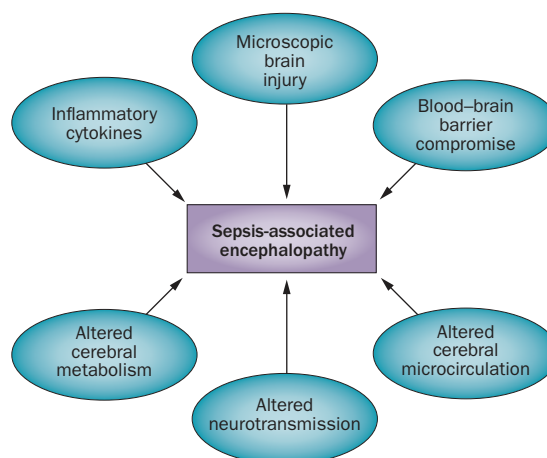 Microscopic
brain
injury
Inflammatory
cytokines
Blood–brain
barrier
compromise
Sepsis-associated
encephalopathy
Altered
cerebral
metabolism
Altered
neurotransmission
Altered
cerebral
microcirculation